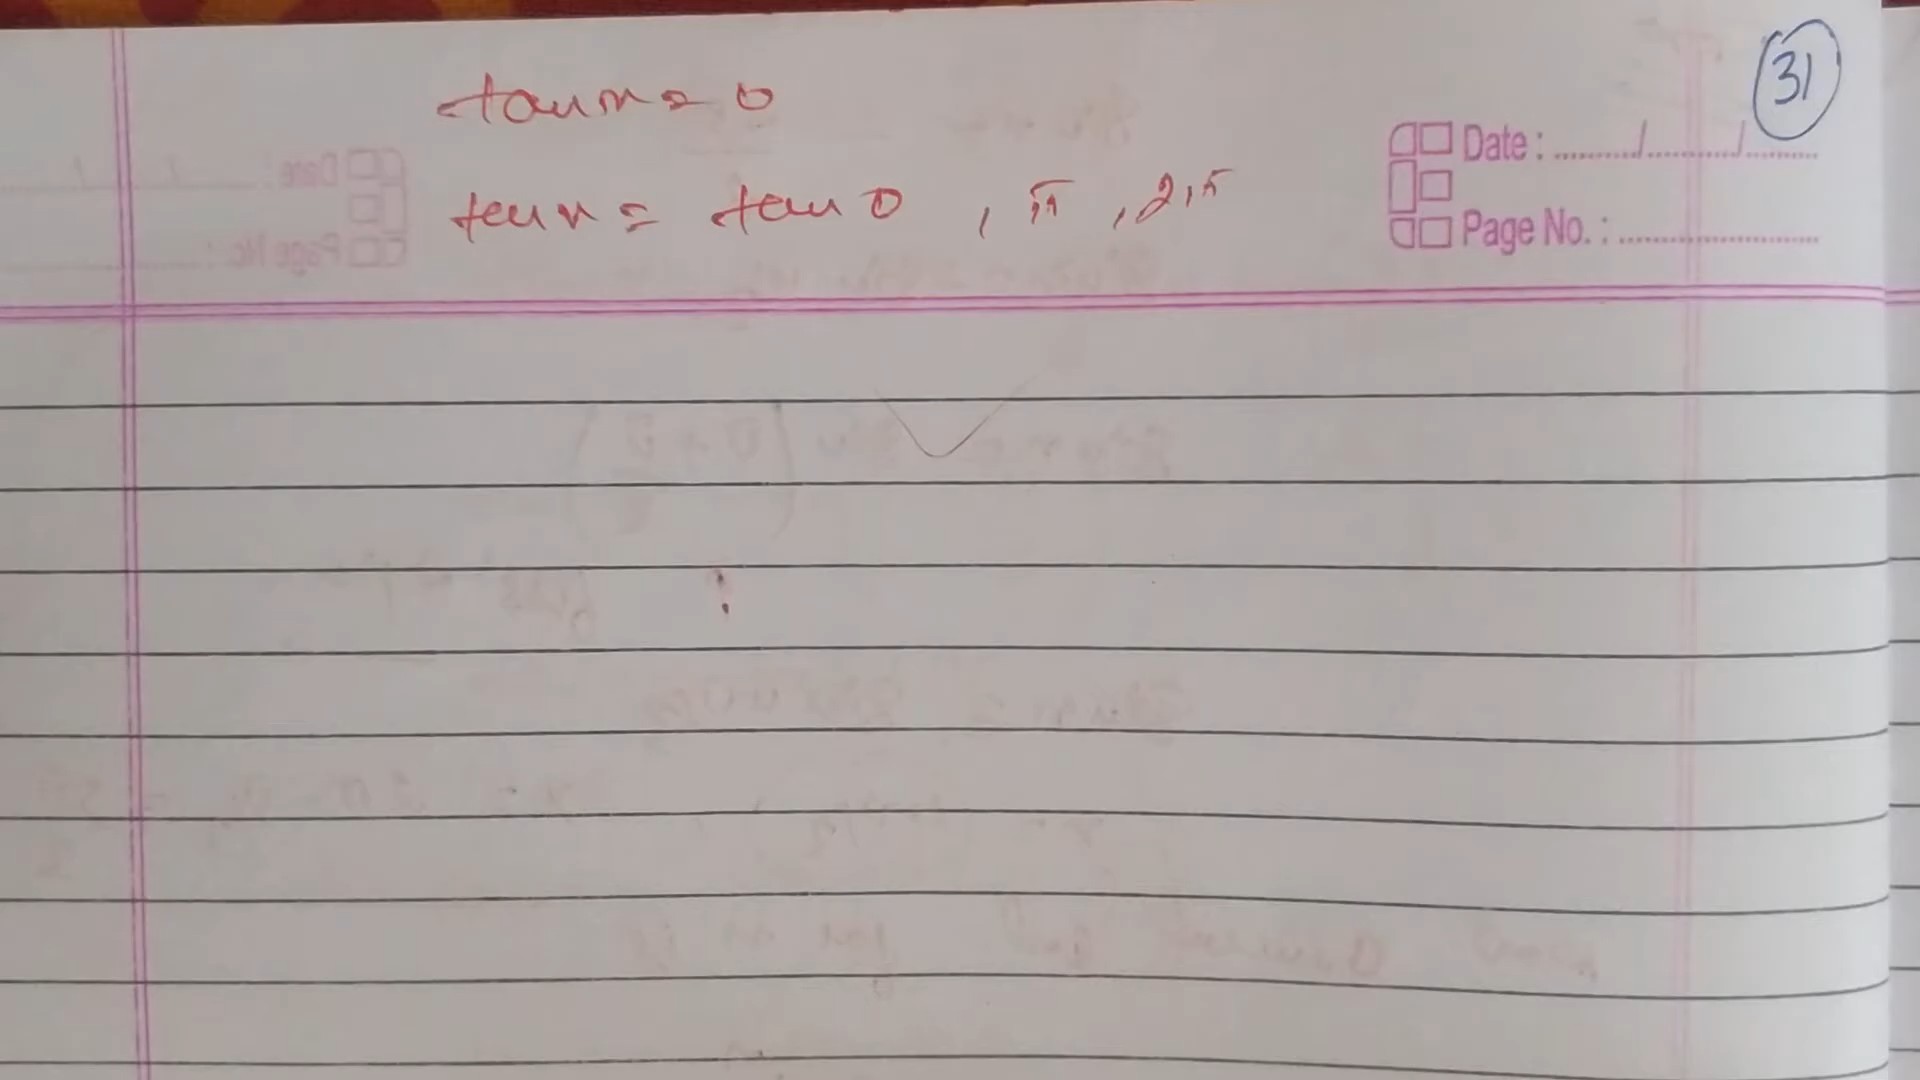 31
tan x = 0
Date : ........../........../..........
tan x = tan 0 , π , 2π
Page No. : ..............................